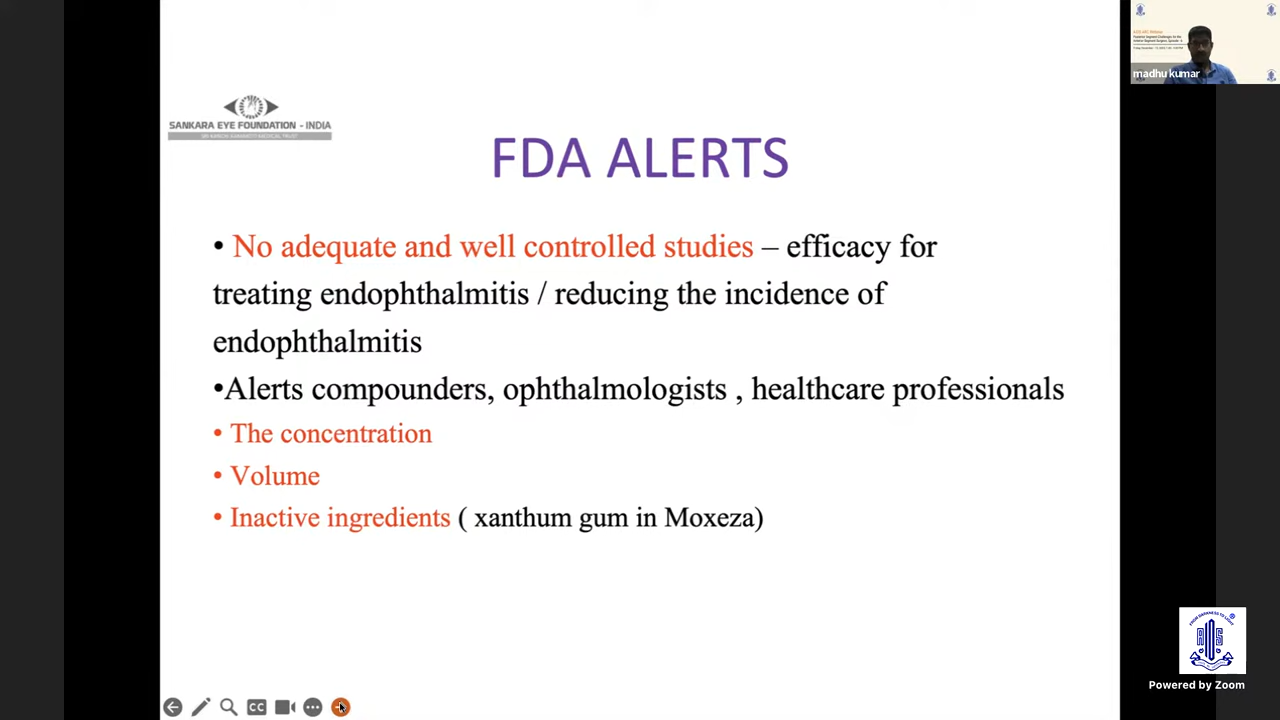 SANKARA EYE FOUNDATION - INDIA
FDA ALERTS
• No adequate and well controlled studies – efficacy for
treating endophthalmitis / reducing the incidence of
endophthalmitis
•Alerts compounders, ophthalmologists , healthcare professionals
• The concentration
• Volume
• Inactive ingredients ( xanthum gum in Moxeza)
madhu kumar
CC
Powered by Zoom